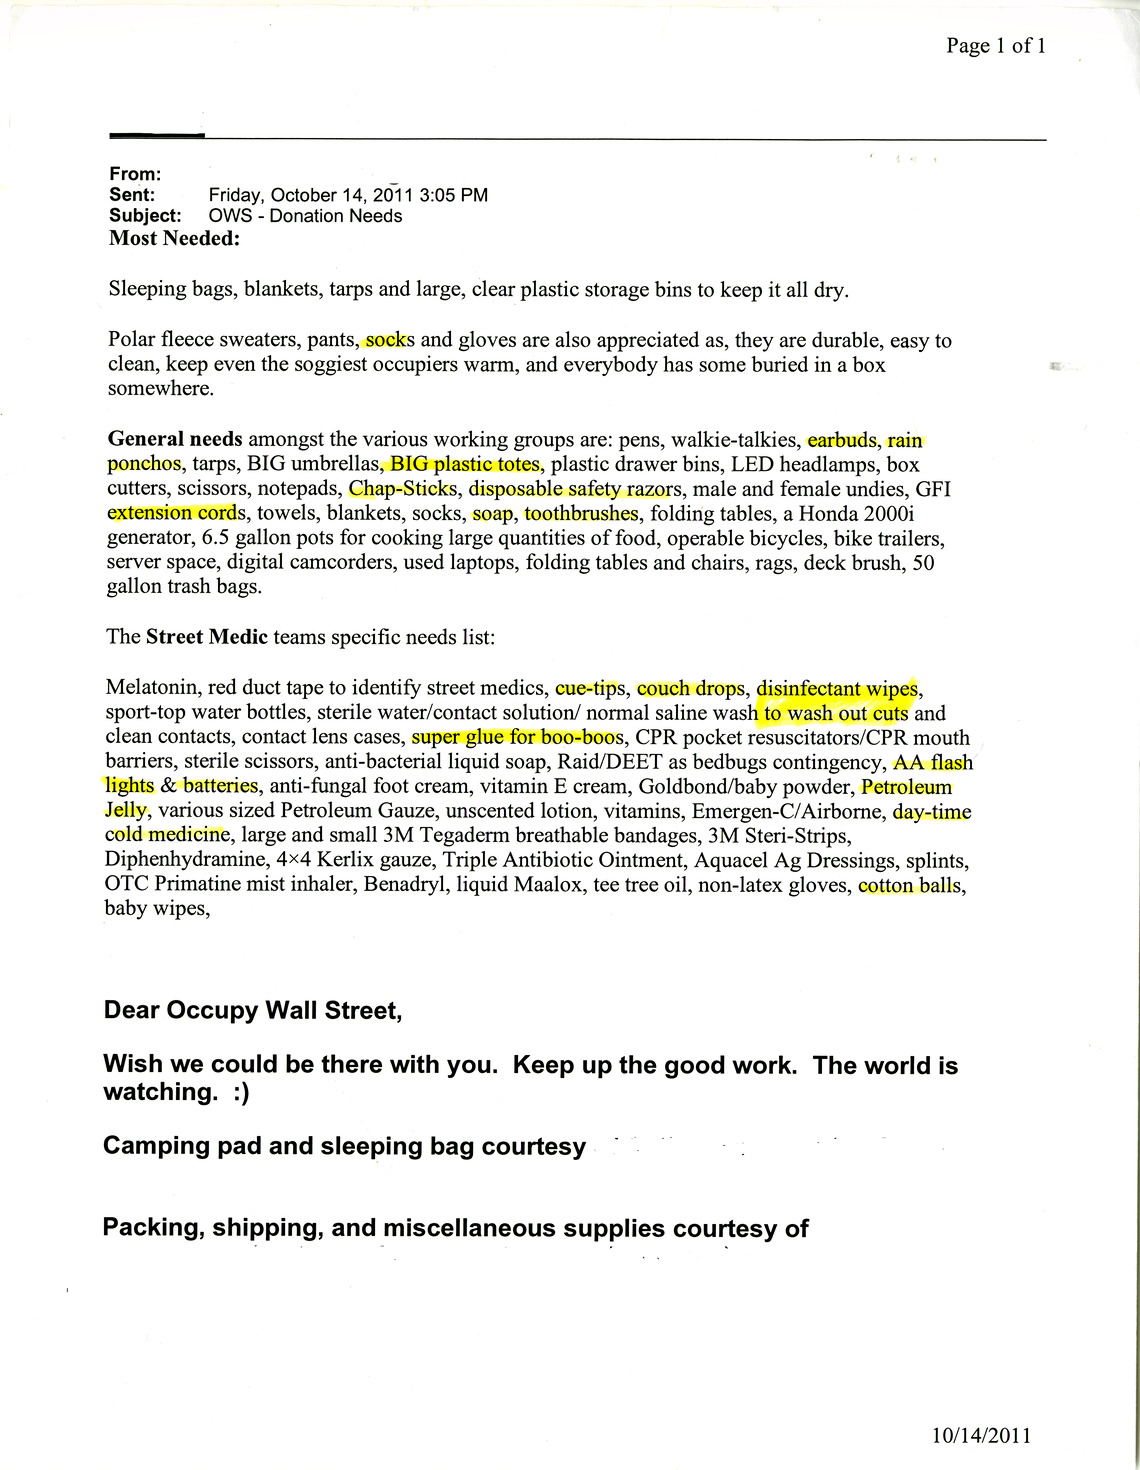 Page 1 of 1
From:
Sent: Friday, October 14, 2011 3:05 PM
Subject: OWS - Donation Needs
Most Needed:
Sleeping bags, blankets, tarps and large, clear plastic storage bins to keep it all dry.
Polar fleece sweaters, pants, socks and gloves are also appreciated as, they are durable, easy to
clean, keep even the soggiest occupiers warm, and everybody has some buried in a box
somewhere.
General needs amongst the various working groups are: pens, walkie-talkies, earbuds, rain
ponchos, tarps, BIG umbrellas, BIG plastic totes, plastic drawer bins, LED headlamps, box
cutters, scissors, notepads, Chap-Sticks, disposable safety razors, male and female undies, GFI
extension cords, towels, blankets, socks, soap, toothbrushes, folding tables, a Honda 2000i
generator, 6.5 gallon pots for cooking large quantities of food, operable bicycles, bike trailers,
server space, digital camcorders, used laptops, folding tables and chairs, rags, deck brush, 50
gallon trash bags.
The Street Medic teams specific needs list:
Melatonin, red duct tape to identify street medics, cue-tips, couch drops, disinfectant wipes,
sport-top water bottles, sterile water/contact solution/ normal saline wash to wash out cuts and
clean contacts, contact lens cases, super glue for boo-boos, CPR pocket resuscitators/CPR mouth
barriers, sterile scissors, anti-bacterial liquid soap, Raid/DEET as bedbugs contingency, AA flash
lights & batteries, anti-fungal foot cream, vitamin E cream, Goldbond/baby powder, Petroleum
Jelly, various sized Petroleum Gauze, unscented lotion, vitamins, Emergen-C/Airborne, day-time
cold medicine, large and small 3M Tegaderm breathable bandages, 3M Steri-Strips,
Diphenhydramine, 4×4 Kerlix gauze, Triple Antibiotic Ointment, Aquacel Ag Dressings, splints,
OTC Primatine mist inhaler, Benadryl, liquid Maalox, tee tree oil, non-latex gloves, cotton balls,
baby wipes,
Dear Occupy Wall Street,
Wish we could be there with you.  Keep up the good work.  The world is
watching.  :)
Camping pad and sleeping bag courtesy
Packing, shipping, and miscellaneous supplies courtesy of
10/14/2011